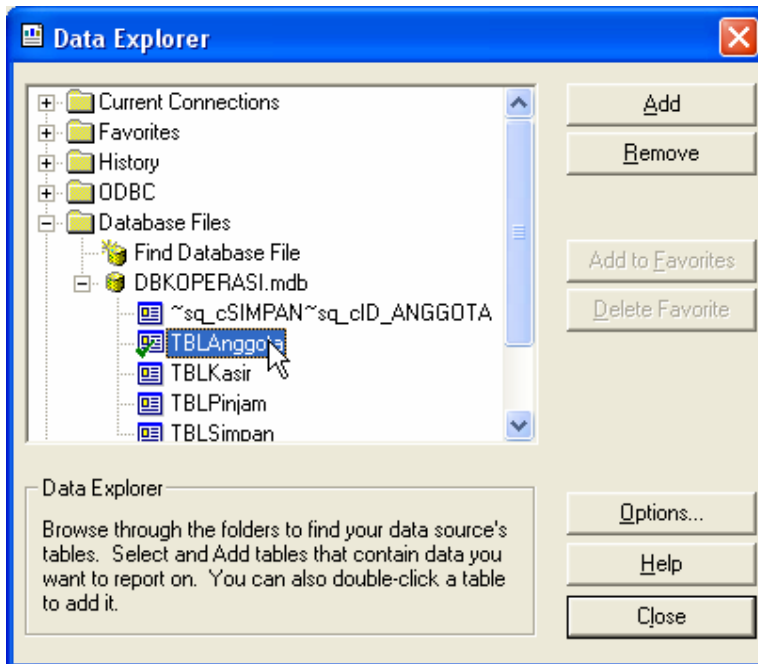 Data Explorer
Current Connections
Favorites
History
ODBC
Database Files
Find Database File
DBKOPERASI.mdb
~sq_cSIMPAN~sq_cID_ANGGOTA
TBLAnggota
TBLKasir
TBLPinjam
TBLSimpan
Add
Remove
Add to Favorites
Delete Favorite
Data Explorer
Browse through the folders to find your data source's
tables. Select and Add tables that contain data you
want to report on. You can also double-click a table
to add it.
Options...
Help
Close